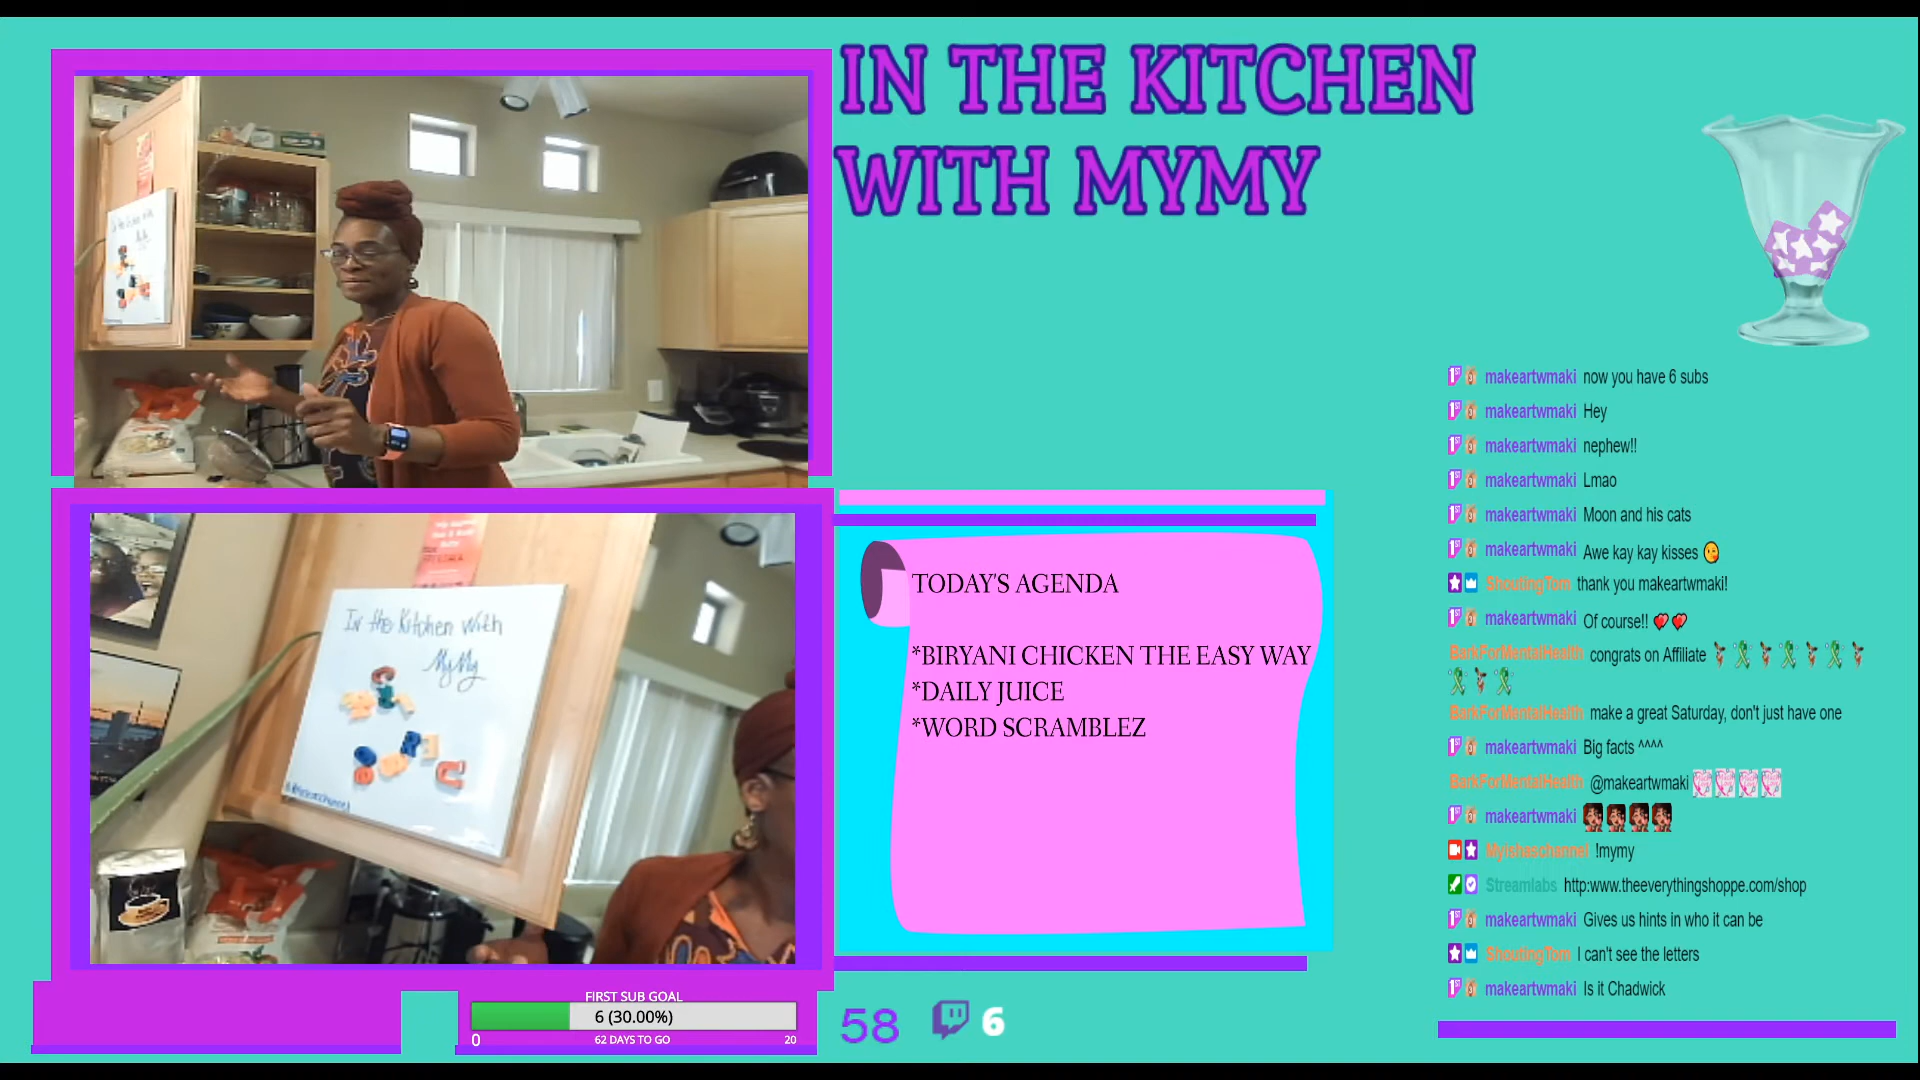 IN THE KITCHEN
WITH MYMY
In the Kitchen With
MyMy
TODAY'S AGENDA
*BIRYANI CHICKEN THE EASY WAY
*DAILY JUICE
*WORD SCRAMBLEZ
FIRST SUB GOAL
6 (30.00%)
0
62 DAYS TO GO
20
58
6
makeartwmaki now you have 6 subs
makeartwmaki Hey
makeartwmaki nephew!!
makeartwmaki Lmao
makeartwmaki Moon and his cats
makeartwmaki Awe kay kay kisses 😘
ShoutingTom thank you makeartwmaki!
makeartwmaki Of course!!
BarkForMentalHealth congrats on Affiliate
BarkForMentalHealth make a great Saturday, don't just have one
makeartwmaki Big facts ^^^^
BarkForMentalHealth @makeartwmaki
makeartwmaki
Myishaschannel !mymy
Streamlabs http:www.theeverythingshoppe.com/shop
makeartwmaki Gives us hints in who it can be
ShoutingTom I can't see the letters
makeartwmaki Is it Chadwick